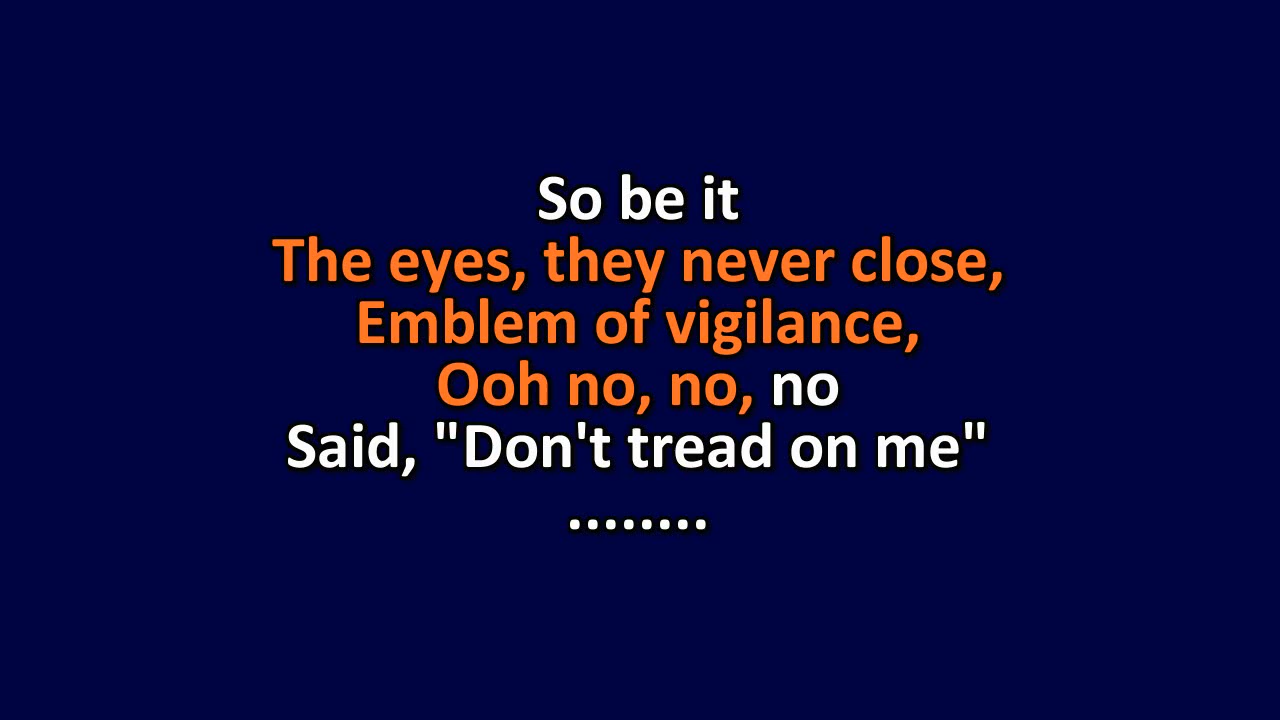 So be it
The eyes, they never close,
Emblem of vigilance,
Ooh no, no, no
Said, "Don't tread on me"
........